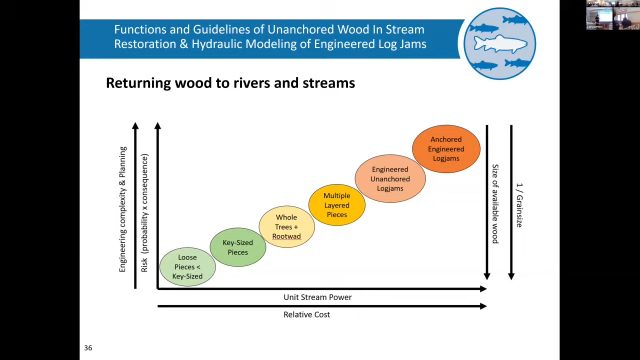 Functions and Guidelines of Unanchored Wood In Stream
Restoration & Hydraulic Modeling of Engineered Log Jams
Returning wood to rivers and streams
Engineering complexity & Planning
Risk (probability x consequence)
Anchored
Engineered
Logjams
Engineered
Unanchored
Logjams
Multiple
Layered
Pieces
Whole
Trees +
Rootwad
Key-Sized
Pieces
Loose
Pieces <
Key-Sized
Size of available wood
1 / Grainsize
Unit Stream Power
Relative Cost
36